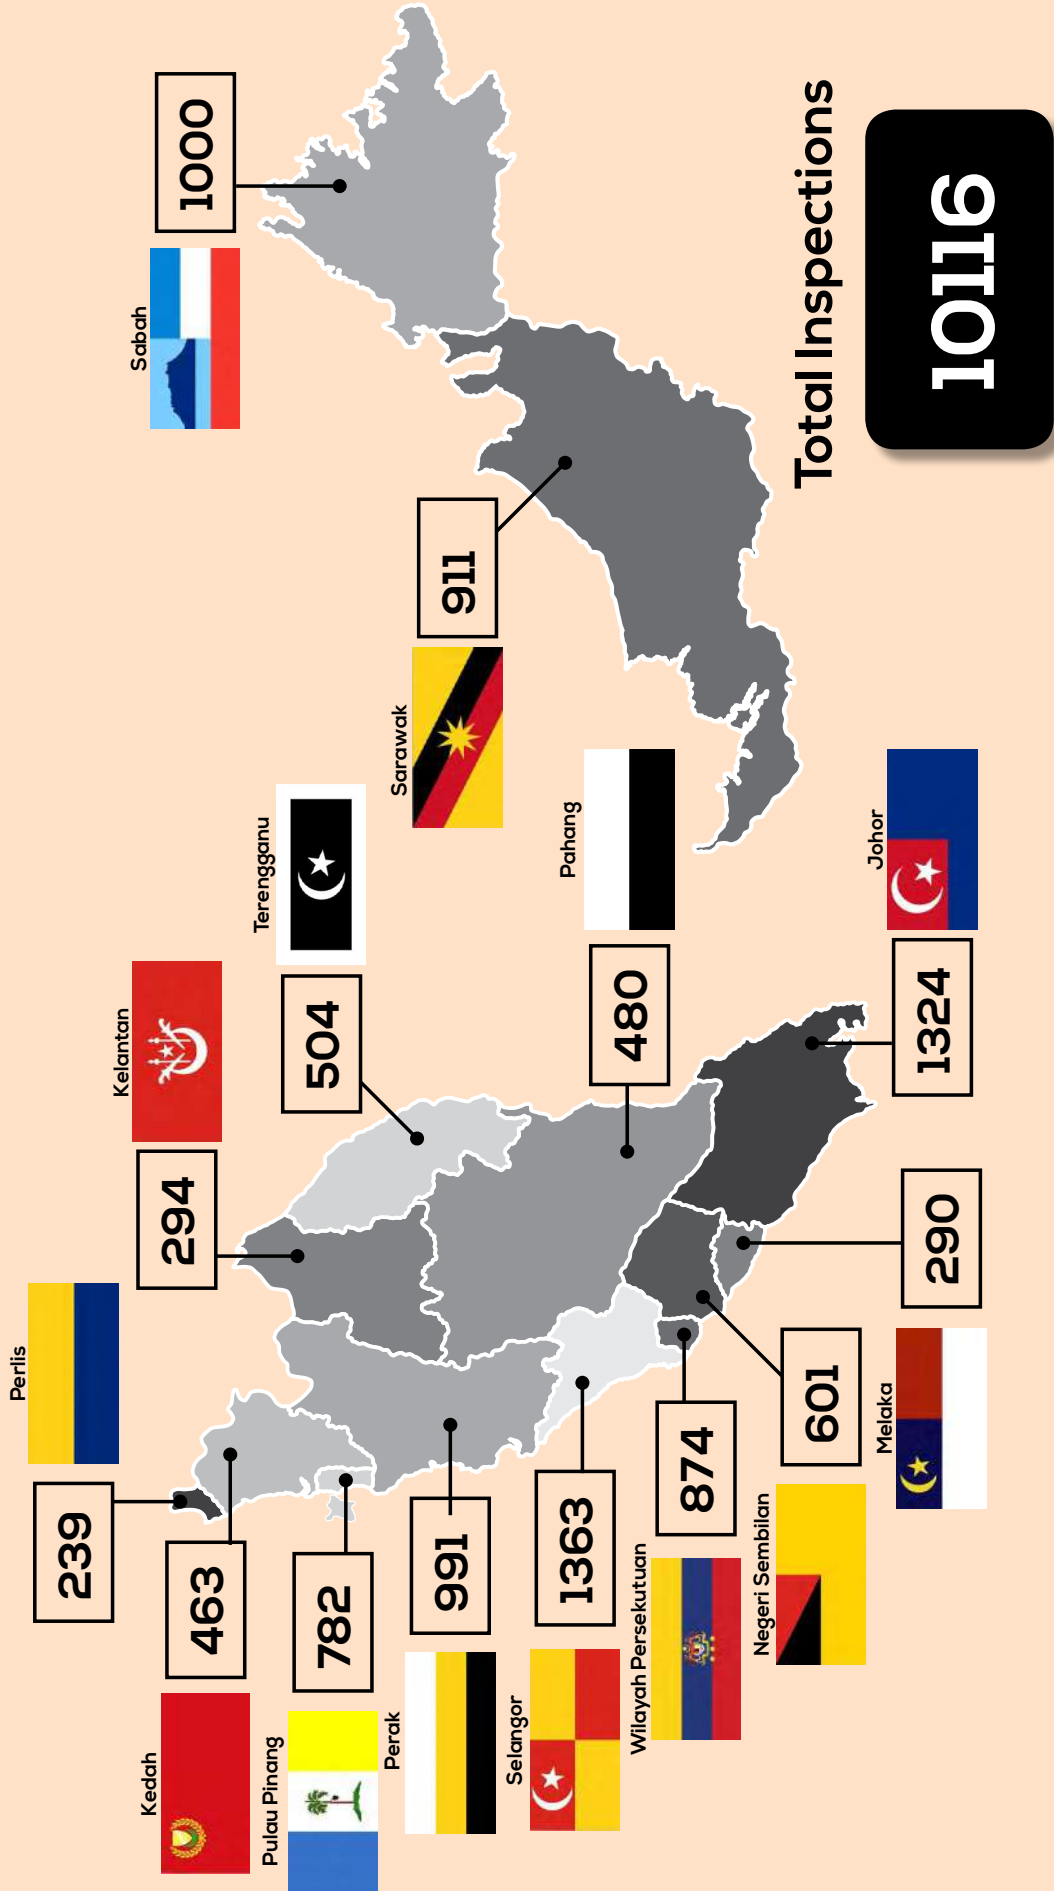 Perlis
239
Kedah
463
Pulau Pinang
782
Perak
991
Selangor
1363
Wilayah Persekutuan
874
Negeri Sembilan
601
Melaka
290
Kelantan
294
Terengganu
504
Pahang
480
Johor
1324
Sarawak
911
Sabah
1000
Total Inspections
10116